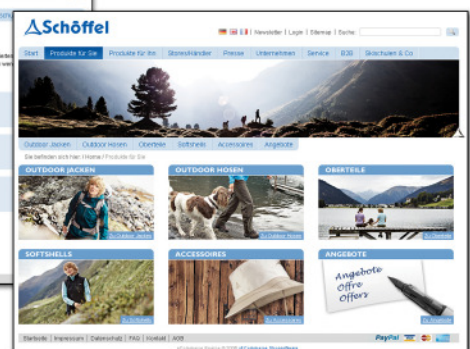 Schöffel
Newsletter | Login | Sitemap | Suche:
Start Produkte für Sie Produkte für Ihn Stores/Händler Presse Unternehmen Service B2B Skischulen & Co
Outdoor Jacken Outdoor Hosen Oberteile Softshells Accessoires Angebote
Sie befinden sich hier: / Home / Produkte für Sie
OUTDOOR JACKEN OUTDOOR HOSEN OBERTEILE
Zu Outdoor Jacken Zu Outdoor Hosen Zu Oberteile
SOFTSHELLS ACCESSOIRES ANGEBOTE
Angebote
Offre
Offers
Zu Softshells Zu Accessoires Zu Angebote
Startseite | Impressum | Datenschutz | FAQ | Kontakt | AGB PayPal